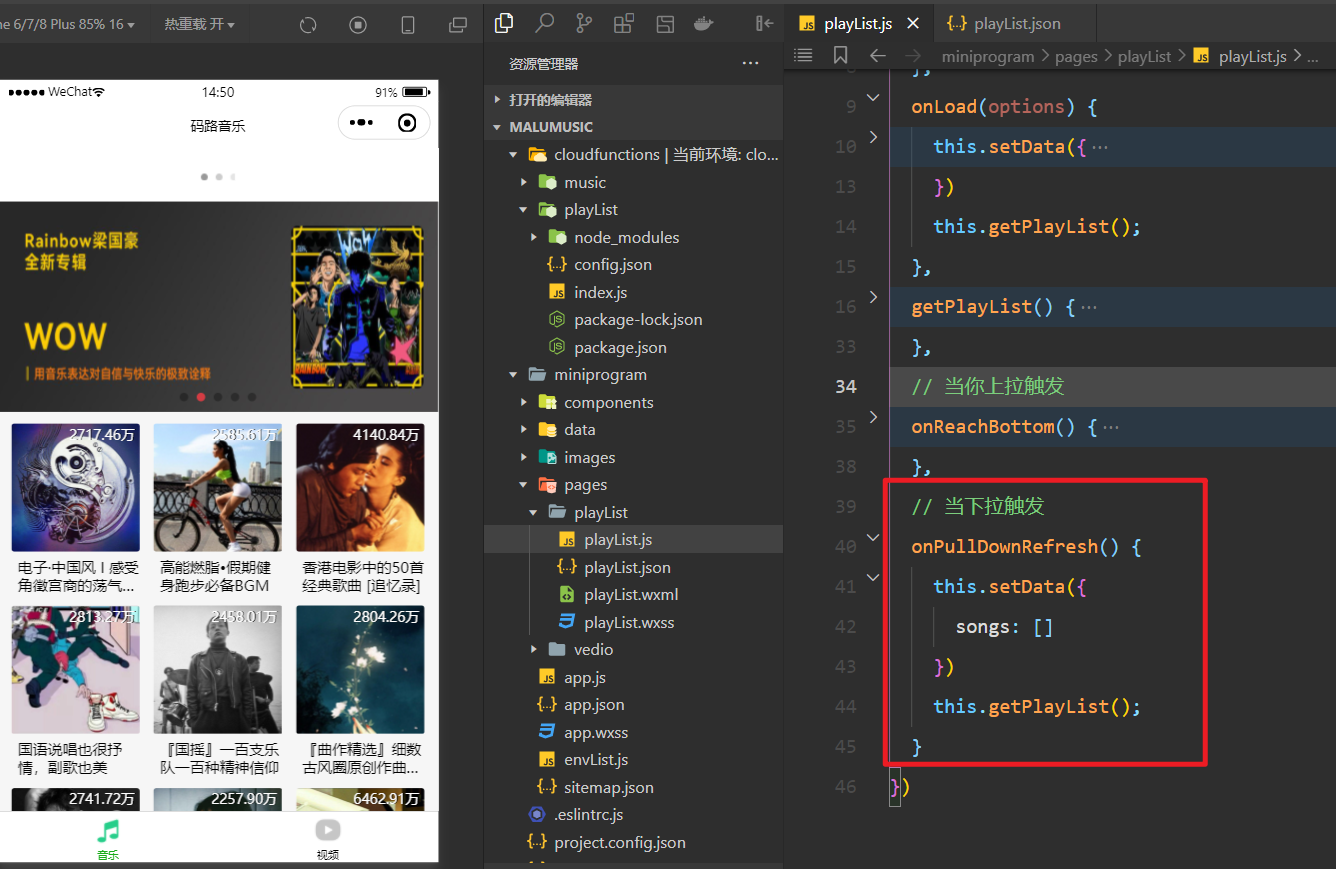 ne 6/7/8 Plus 85% 16
热重载 开
WeChat
14:50
91%
码路音乐
Rainbow梁国豪
全新专辑
WOW
用音乐表达对自信与快乐的极致诠释
WOW
RAINBOW
2717.46万
2585.61万
4140.84万
电子·中国风 I 感受
角徵宫商的荡气...
高能燃脂•假期健
身跑步必备BGM
香港电影中的50首
经典歌曲 [追忆录]
2813.27万
2458.01万
2804.26万
国语说唱也很抒
情，副歌也美
『国摇』一百支乐
队一百种精神信仰
『曲作精选』细数
古风圈原创作曲...
2741.72万
2257.90万
6462.91万
音乐
视频
资源管理器
打开的编辑器
MALUMUSIC
cloudfunctions | 当前环境: clo...
music
playList
node_modules
config.json
index.js
package-lock.json
package.json
miniprogram
components
data
images
pages
playList
playList.js
playList.json
playList.wxml
playList.wxss
vedio
app.js
app.json
app.wxss
envList.js
sitemap.json
.eslintrc.js
project.config.json
playList.js
playList.json
miniprogram > pages > playList > playList.js > ...
8 },
9 onLoad(options) {
10 this.setData({ ···
13 })
14 this.getPlayList();
15 },
16 getPlayList() { ···
33 },
34 // 当你上拉触发
35 onReachBottom() { ···
38 },
39 // 当下拉触发
40 onPullDownRefresh() {
41 this.setData({
42 songs: []
43 })
44 this.getPlayList();
45 }
46 })